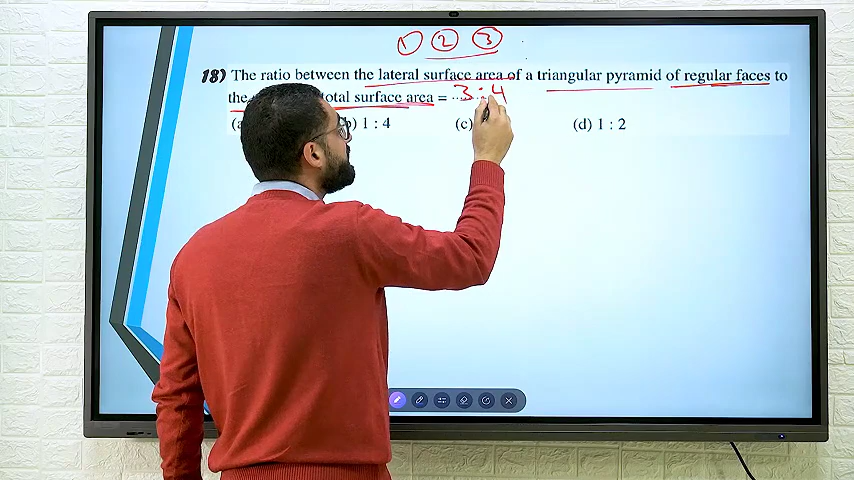 1 2 3
18) The ratio between the lateral surface area of a triangular pyramid of regular faces to
the total surface area = 3 : 4
(a b) 1 : 4 (c) (d) 1 : 2